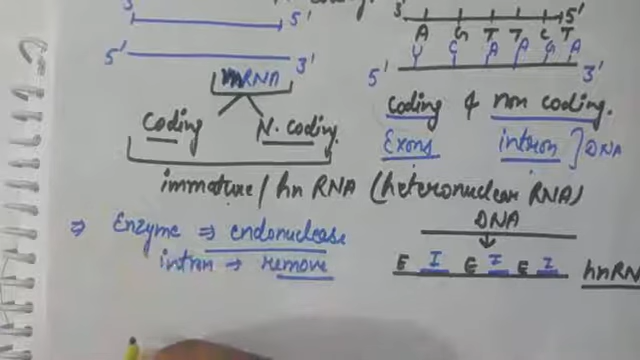 3' 5'
5' 3'
mRNA
Coding N. coding.
3' 5'
A G T T C T
U C A A G A
5' 3'
Coding & non coding.
Exons intron ] DNA
immature / hn RNA (heteronuclear RNA)
⇒ Enzyme ⇒ endonuclease
intron → remove
DNA
E I E I E I hnRN